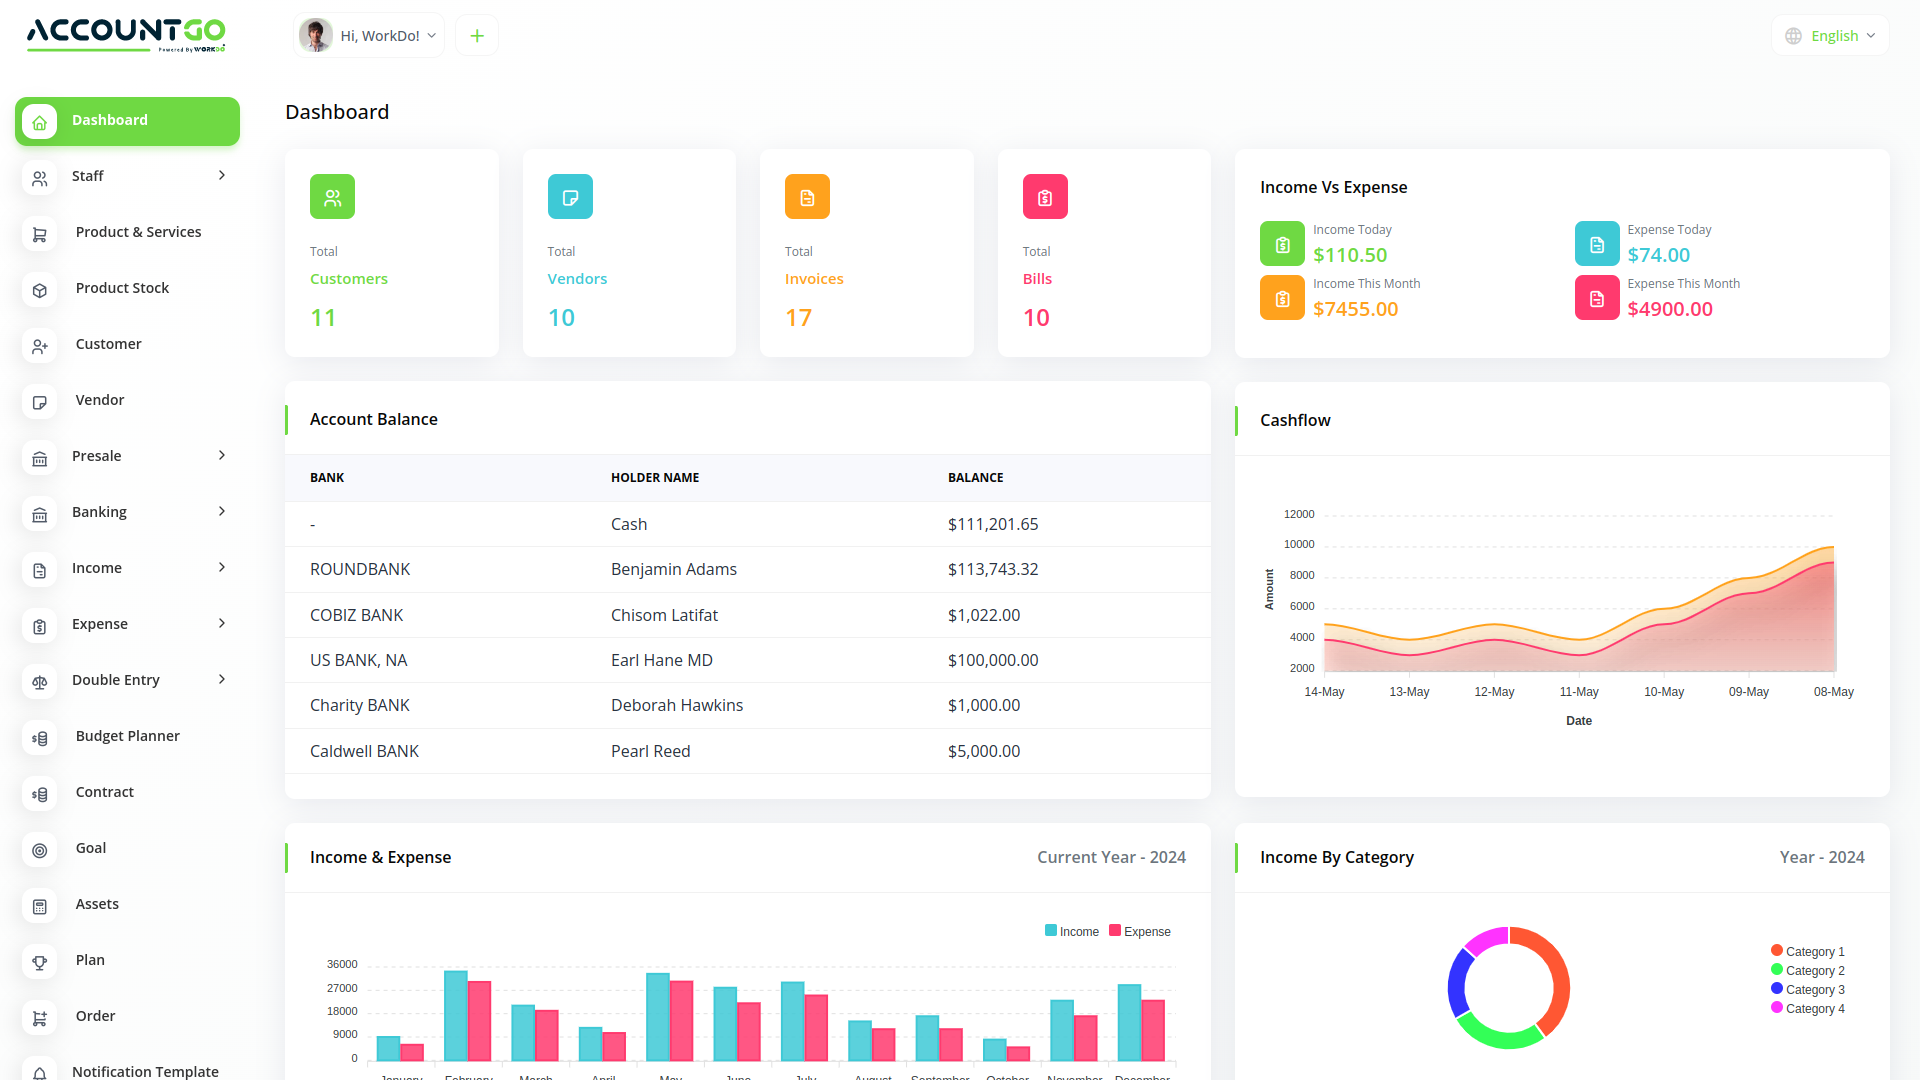 ACCOUNTGO
Powered By WORKDO
Hi, WorkDo!
English
Dashboard
Staff
Product & Services
Product Stock
Customer
Vendor
Presale
Banking
Income
Expense
Double Entry
Budget Planner
Contract
Goal
Assets
Plan
Order
Notification Template
Dashboard
Total
Customers
11
Total
Vendors
10
Total
Invoices
17
Total
Bills
10
Income Vs Expense
Income Today
$110.50
Expense Today
$74.00
Income This Month
$7455.00
Expense This Month
$4900.00
Account Balance
BANK HOLDER NAME BALANCE
- Cash $111,201.65
ROUNDBANK Benjamin Adams $113,743.32
COBIZ BANK Chisom Latifat $1,022.00
US BANK, NA Earl Hane MD $100,000.00
Charity BANK Deborah Hawkins $1,000.00
Caldwell BANK Pearl Reed $5,000.00
Cashflow
12000
10000
8000
6000
4000
2000
Amount
14-May 13-May 12-May 11-May 10-May 09-May 08-May
Date
Income & Expense Current Year - 2024
Income Expense
36000
27000
18000
9000
0
January February March April May June July August September October November December
Income By Category Year - 2024
Category 1
Category 2
Category 3
Category 4